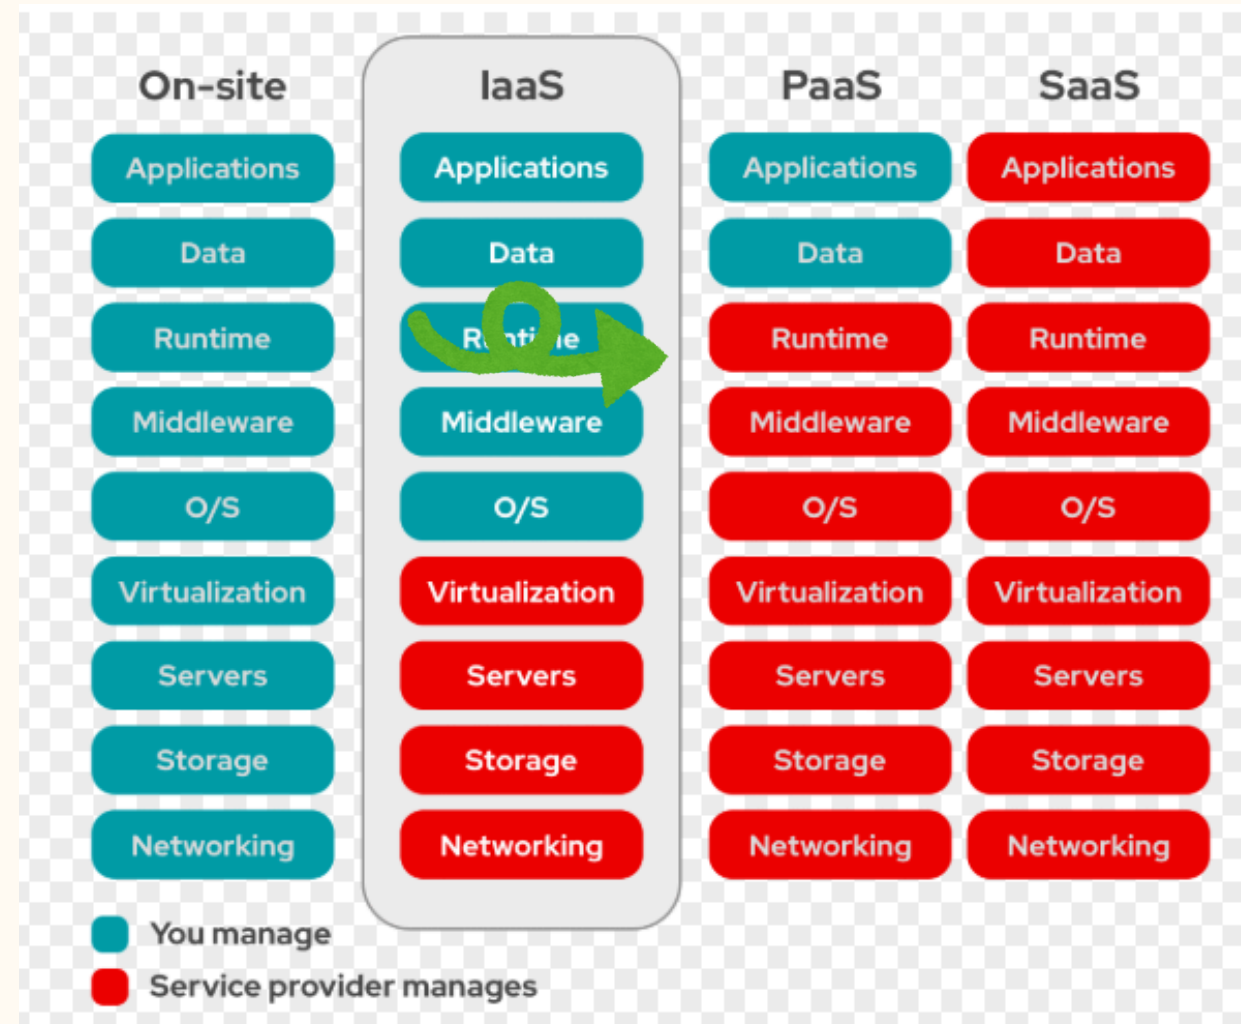 On-site IaaS PaaS SaaS
Applications Applications Applications Applications
Data Data Data Data
Runtime Runtime Runtime Runtime
Middleware Middleware Middleware Middleware
O/S O/S O/S O/S
Virtualization Virtualization Virtualization Virtualization
Servers Servers Servers Servers
Storage Storage Storage Storage
Networking Networking Networking Networking
You manage
Service provider manages